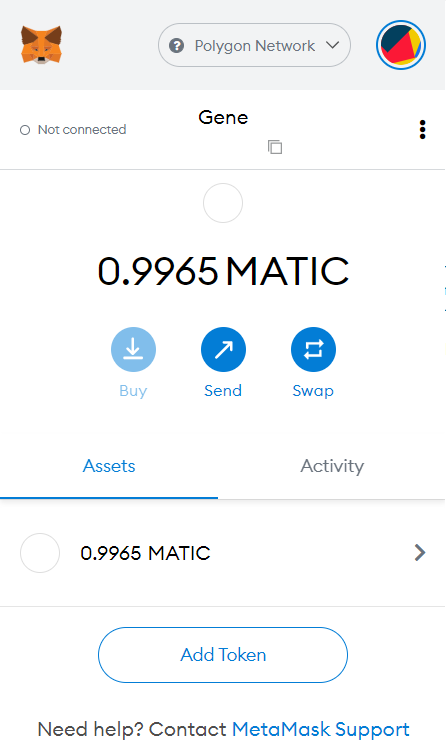 Polygon Network
Not connected
Gene
0.9965 MATIC
Buy
Send
Swap
Assets
Activity
0.9965 MATIC
Add Token
Need help? Contact MetaMask Support